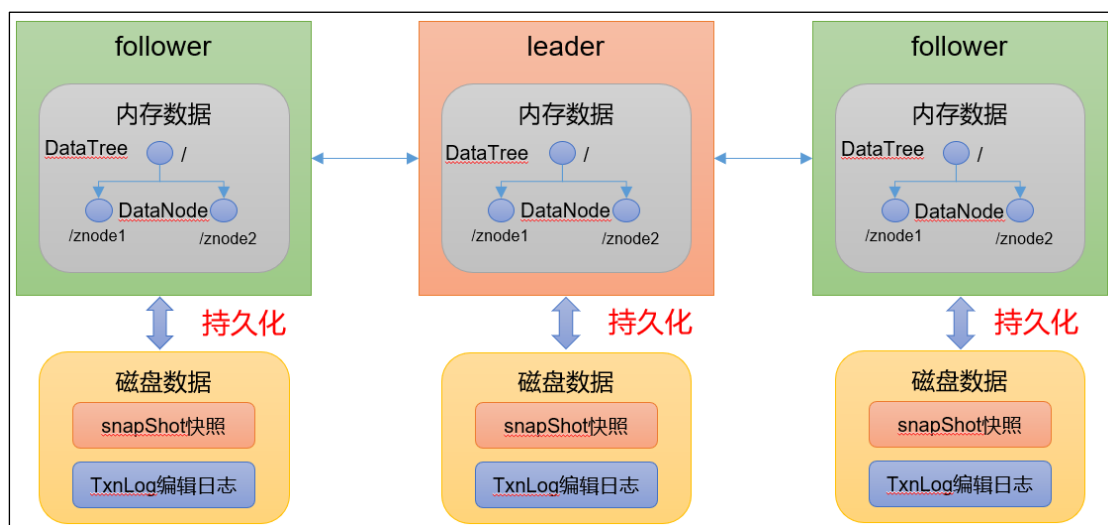 follower
内存数据
DataTree
/
DataNode
/znode1
/znode2
持久化
磁盘数据
snapShot快照
TxnLog编辑日志
leader
内存数据
DataTree
/
DataNode
/znode1
/znode2
持久化
磁盘数据
snapShot快照
TxnLog编辑日志
follower
内存数据
DataTree
/
DataNode
/znode1
/znode2
持久化
磁盘数据
snapShot快照
TxnLog编辑日志